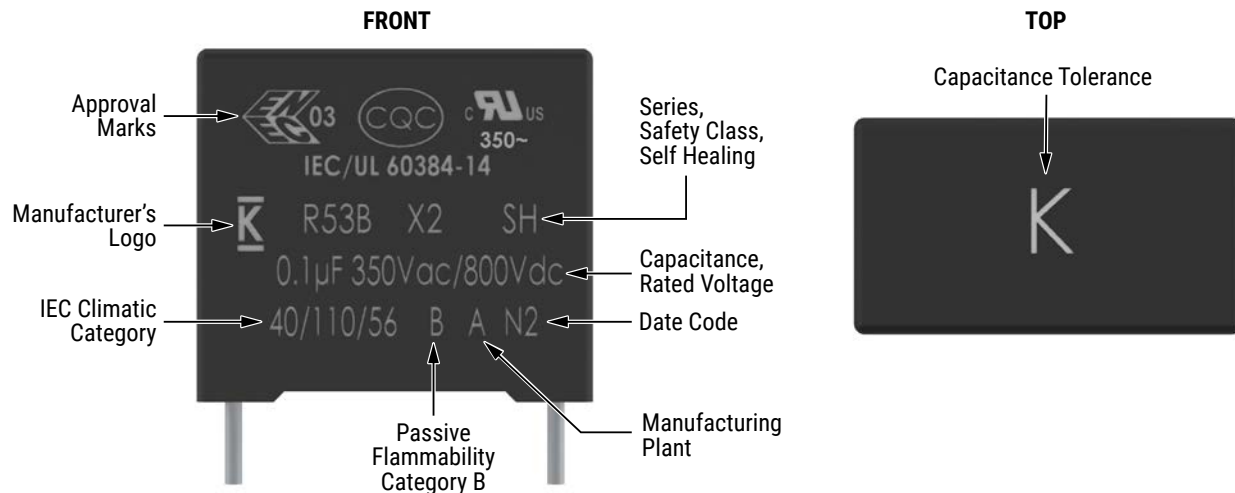 FRONT
TOP
Approval
Marks
ENEC 03
CQC
c RU US
350~
IEC/UL 60384-14
Series,
Safety Class,
Self Healing
Capacitance Tolerance
Manufacturer's
Logo
K
R53B X2 SH
0.1µF 350Vac/800Vdc
Capacitance,
Rated Voltage
IEC Climatic
Category
40/110/56 B A N2
Date Code
Passive
Flammability
Category B
Manufacturing
Plant
K